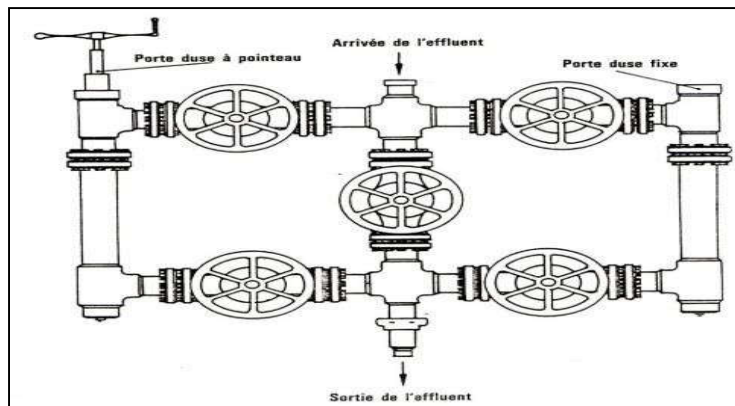 Arrivée de l'effluent
Porte duse à pointeau
Porte duse fixe
Sortie de l'effluent